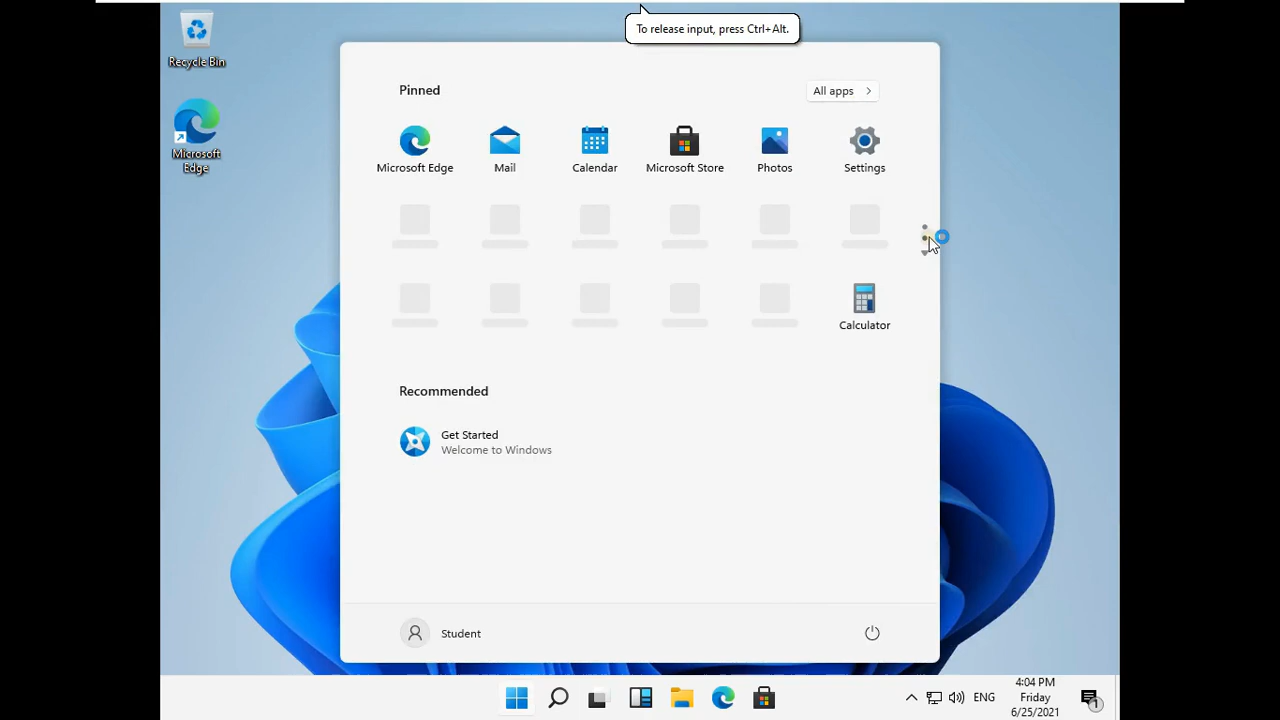 To release input, press Ctrl+Alt.
Recycle Bin
Microsoft
Edge
Pinned
All apps
Microsoft Edge
Mail
Calendar
Microsoft Store
Photos
Settings
Calculator
Recommended
Get Started
Welcome to Windows
Student
ENG
4:04 PM
Friday
6/25/2021
1